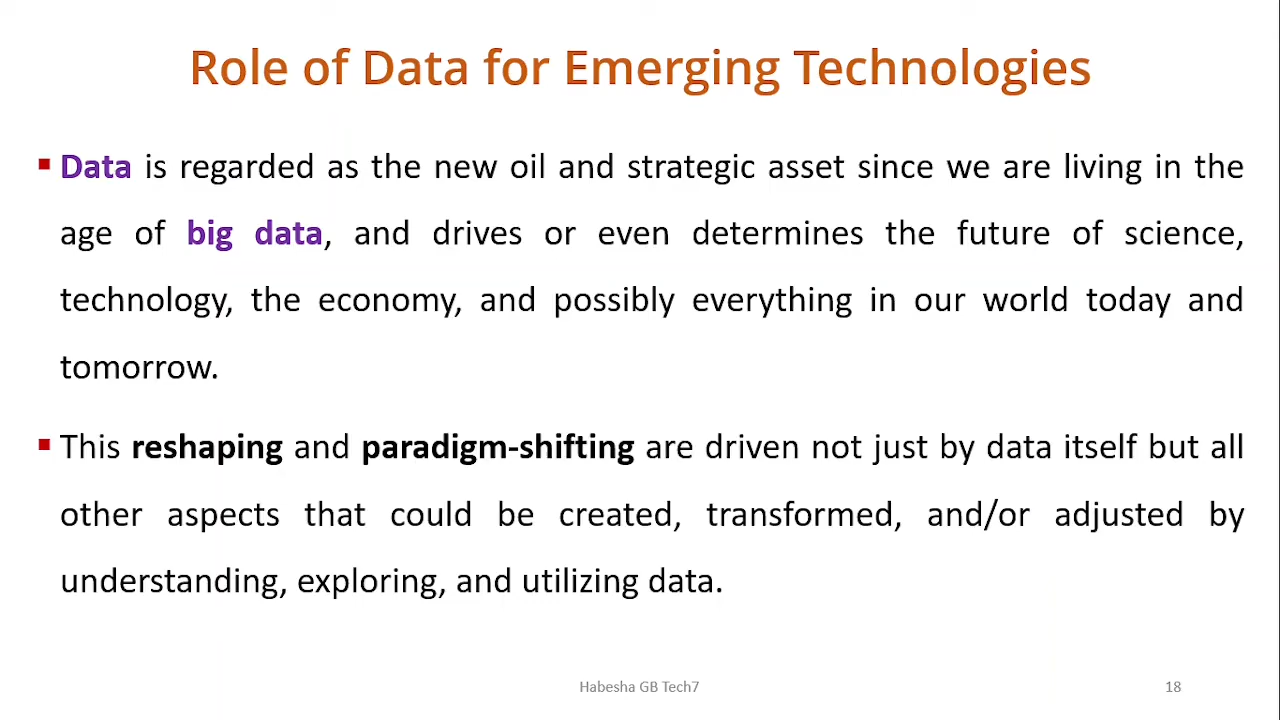 Role of Data for Emerging Technologies
▪ Data is regarded as the new oil and strategic asset since we are living in the
age of big data, and drives or even determines the future of science,
technology, the economy, and possibly everything in our world today and
tomorrow.
▪ This reshaping and paradigm-shifting are driven not just by data itself but all
other aspects that could be created, transformed, and/or adjusted by
understanding, exploring, and utilizing data.
Habesha GB Tech7
18